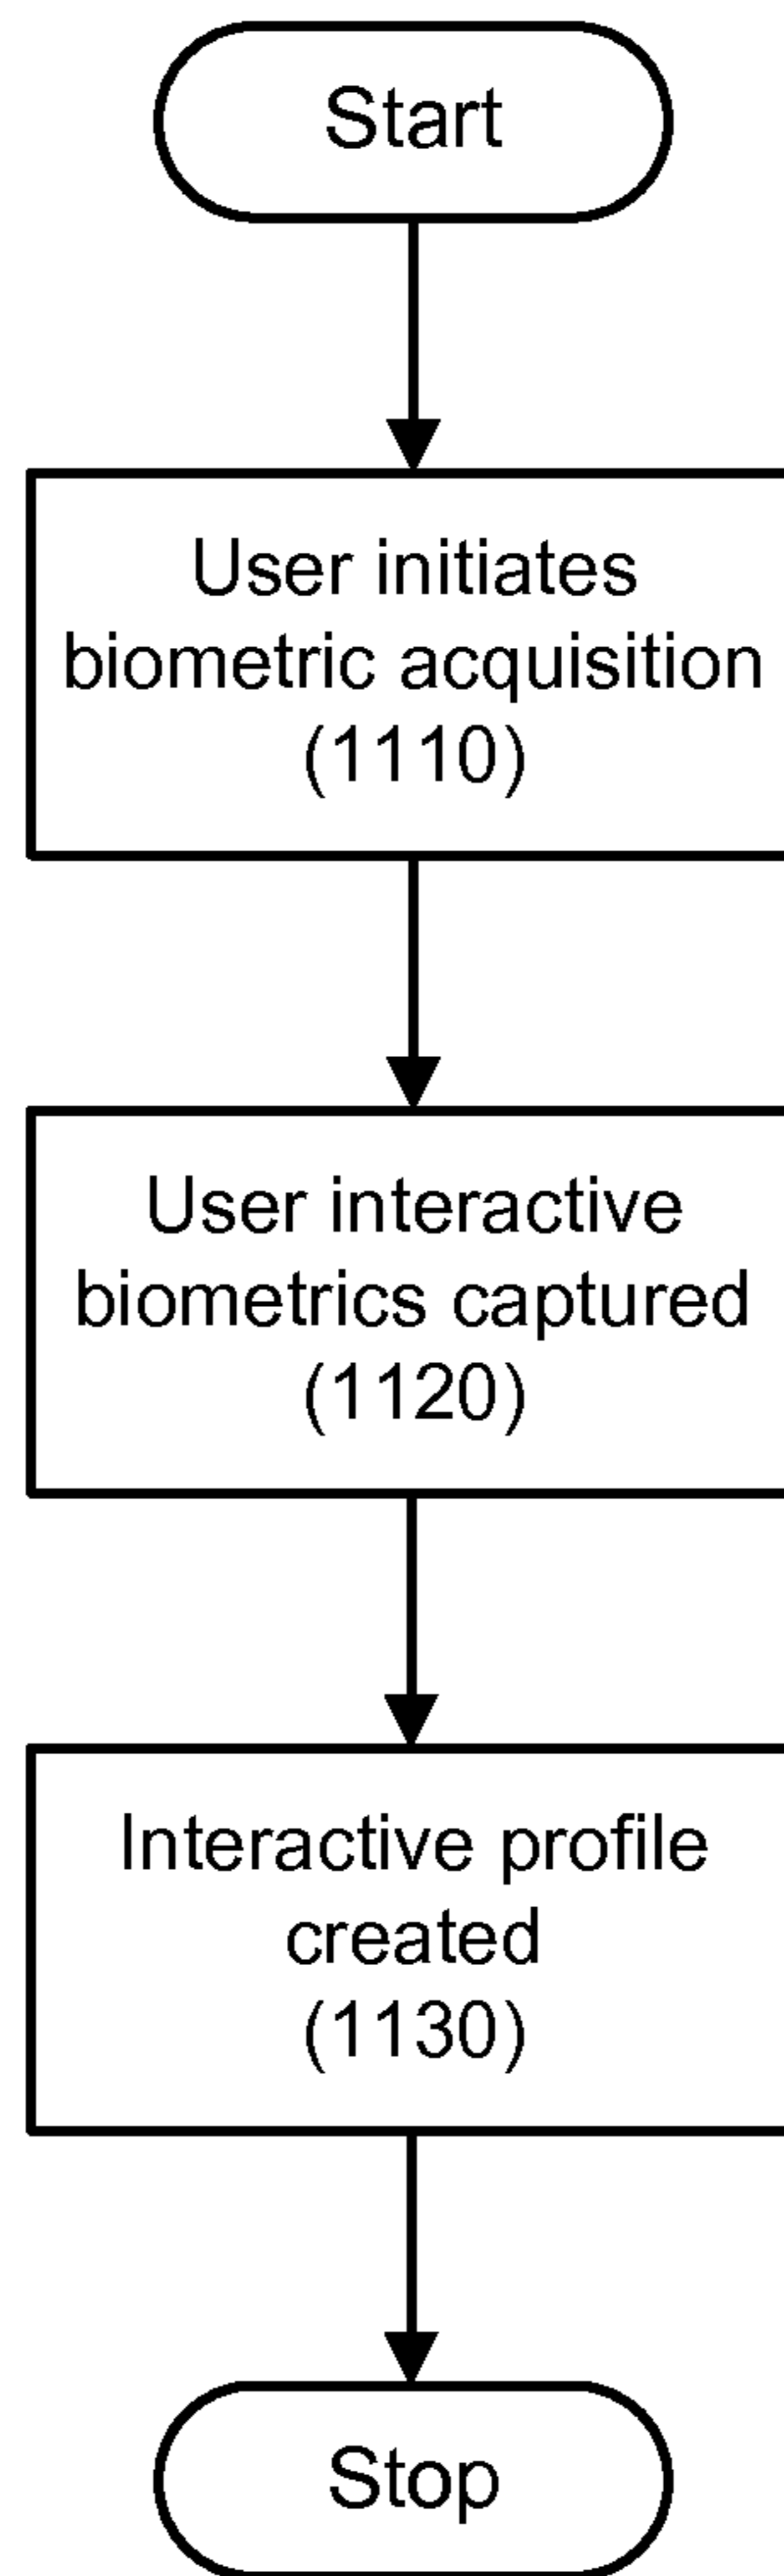 Start
User initiates
biometric acquisition
(1110)
User interactive
biometrics captured
(1120)
Interactive profile
created
(1130)
Stop